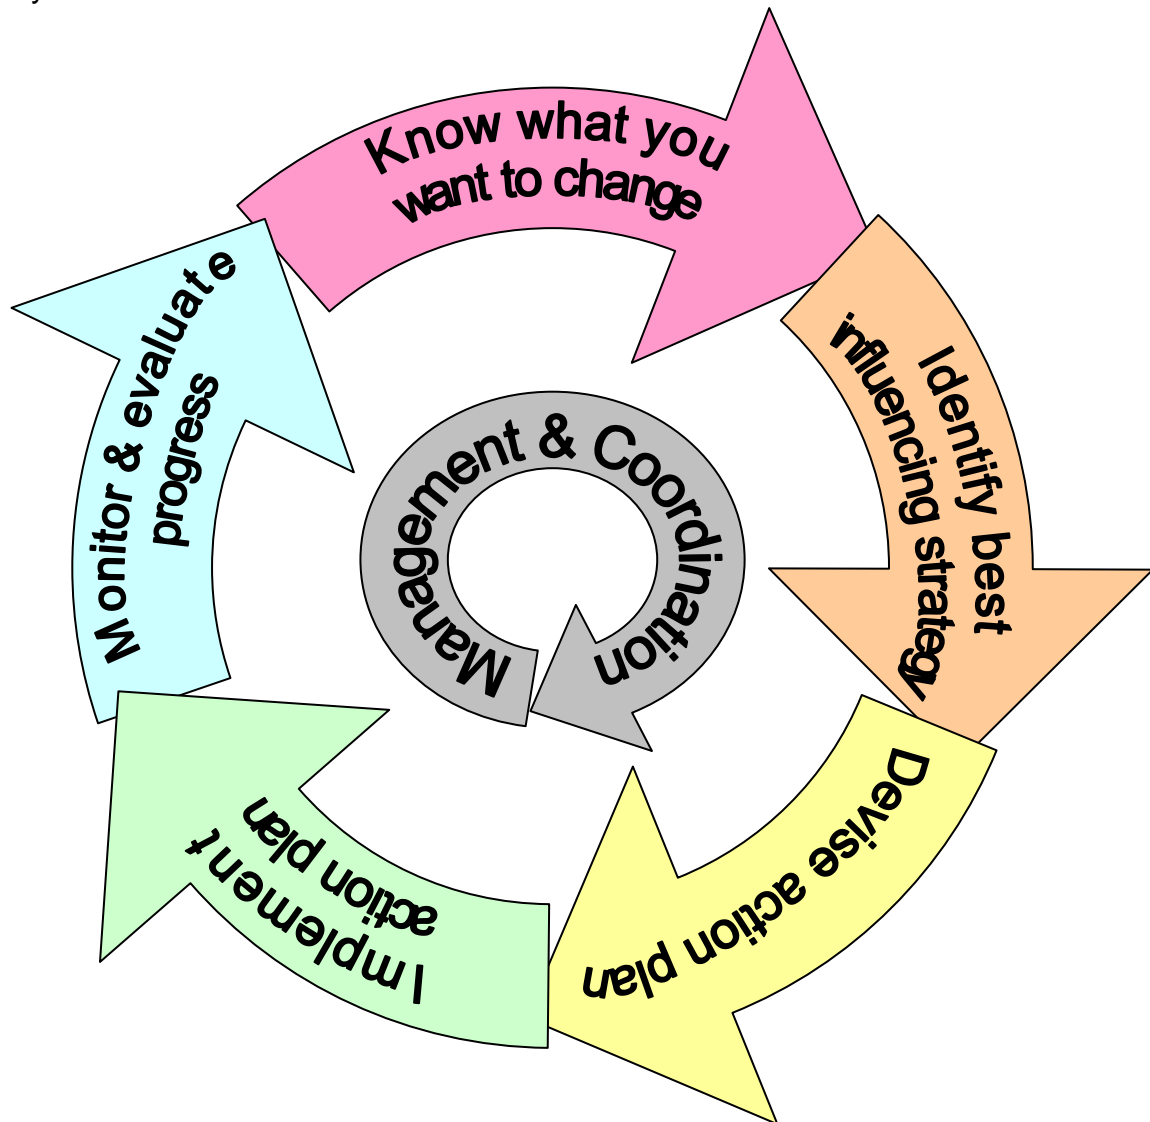 Know what you
want to change
Identify best
influencing strategy
Devise action plan
Implement
action plan
Monitor & evaluate
progress
Management & Coordination